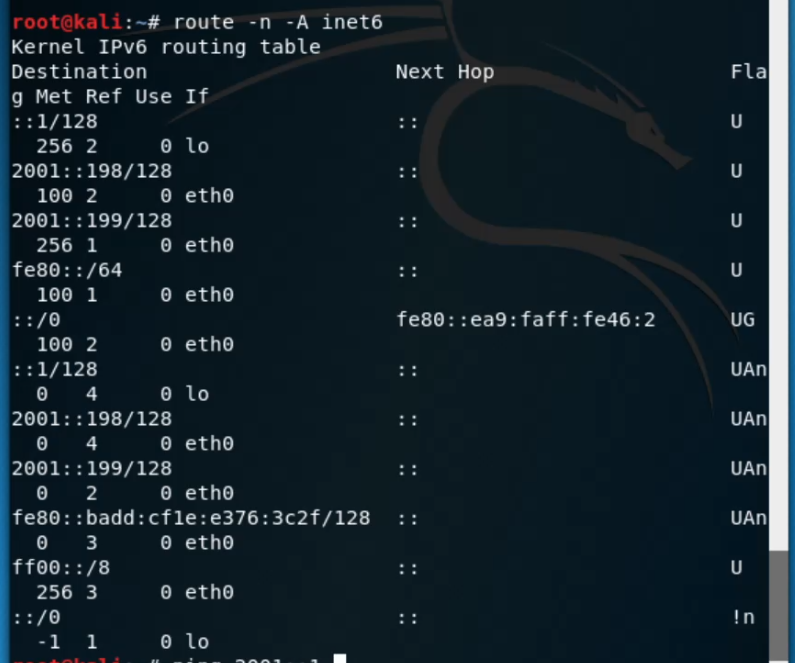 root@kali:~# route -n -A inet6
Kernel IPv6 routing table
Destination                    Next Hop                   Fla
g Met Ref Use If
::1/128                        ::                         U
  256 2     0 lo
2001::198/128                  ::                         U
  100 2     0 eth0
2001::199/128                  ::                         U
  256 1     0 eth0
fe80::/64                      ::                         U
  100 1     0 eth0
::/0                           fe80::ea9:faff:fe46:2      UG
  100 2     0 eth0
::1/128                        ::                         UAn
  0   4     0 lo
2001::198/128                  ::                         UAn
  0   4     0 eth0
2001::199/128                  ::                         UAn
  0   2     0 eth0
fe80::badd:cf1e:e376:3c2f/128  ::                         UAn
  0   3     0 eth0
ff00::/8                       ::                         U
  256 3     0 eth0
::/0                           ::                         !n
  -1  1     0 lo
root@kali:~# ping 2001::1